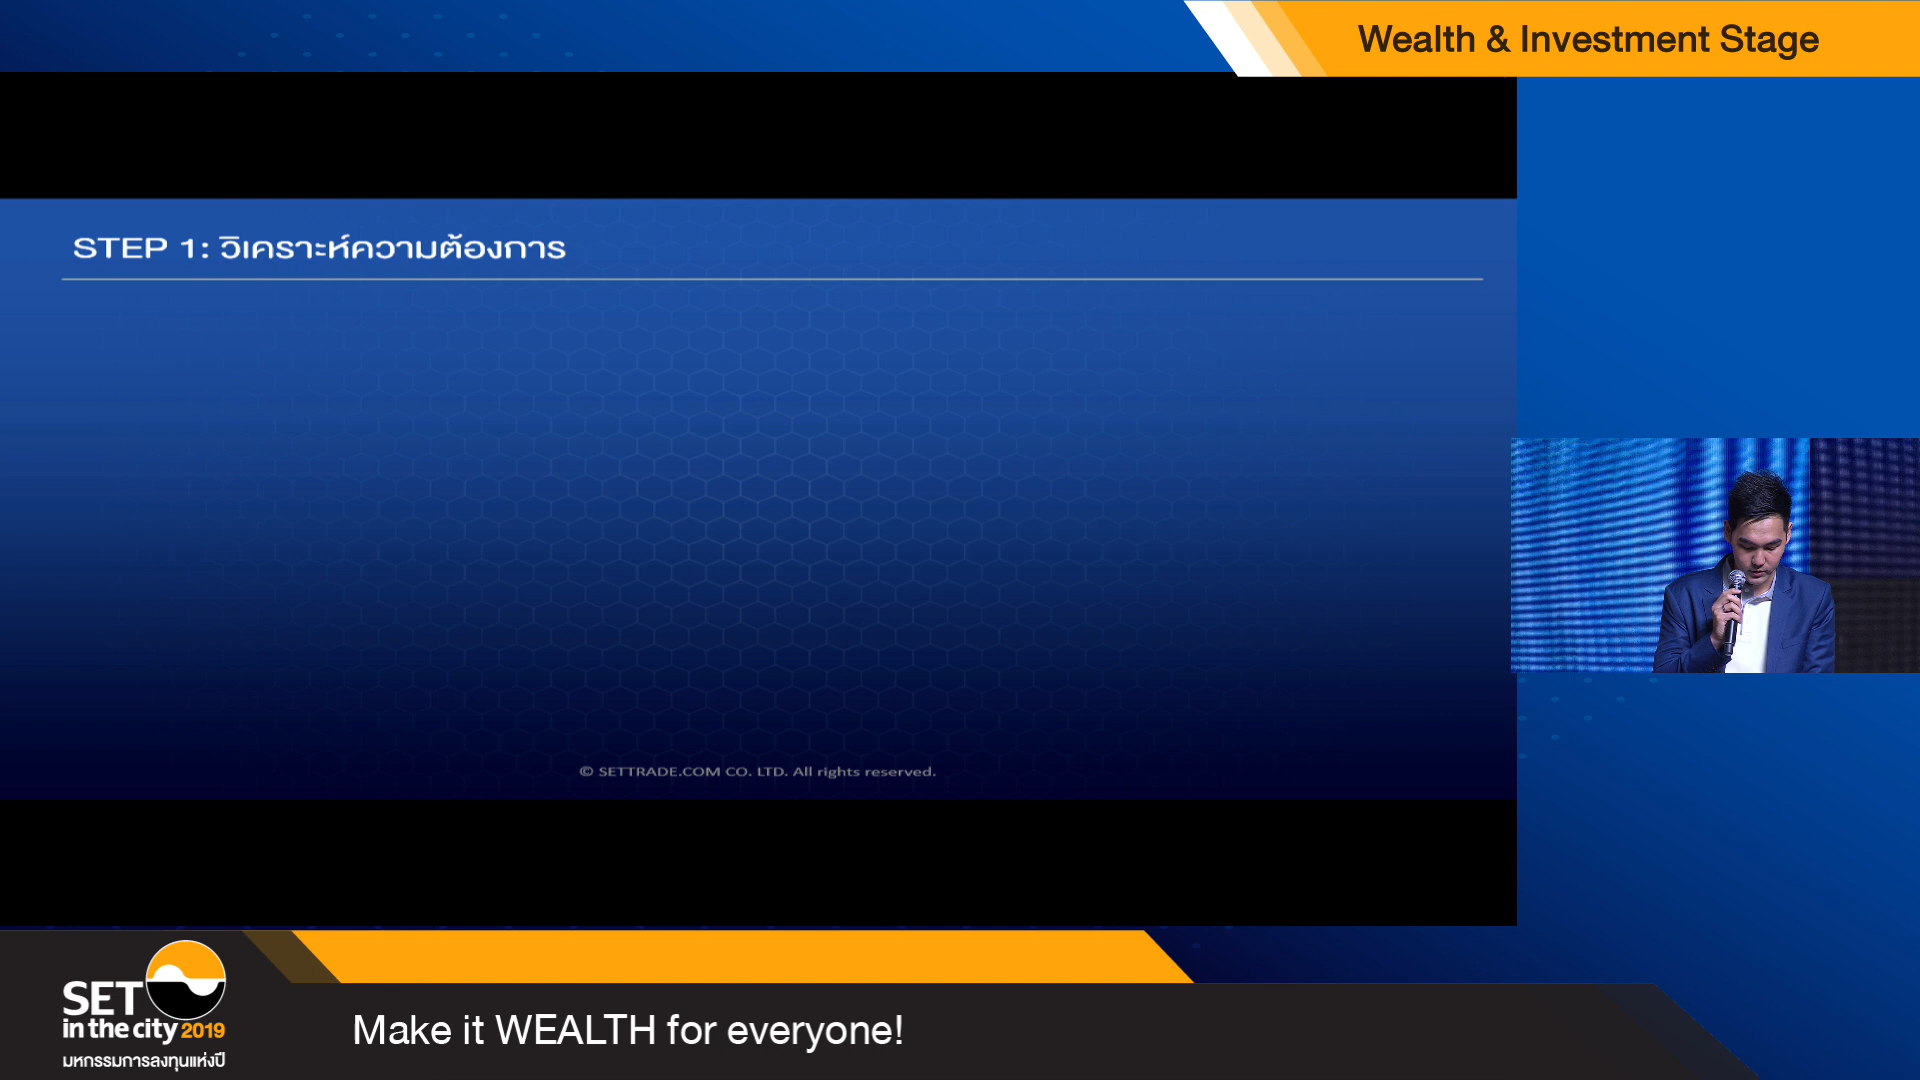 Wealth & Investment Stage
STEP 1: วิเคราะห์ความต้องการ
© SETTRADE.COM CO. LTD. All rights reserved.
SET
in the city 2019
มหกรรมการลงทุนแห่งปี
Make it WEALTH for everyone!